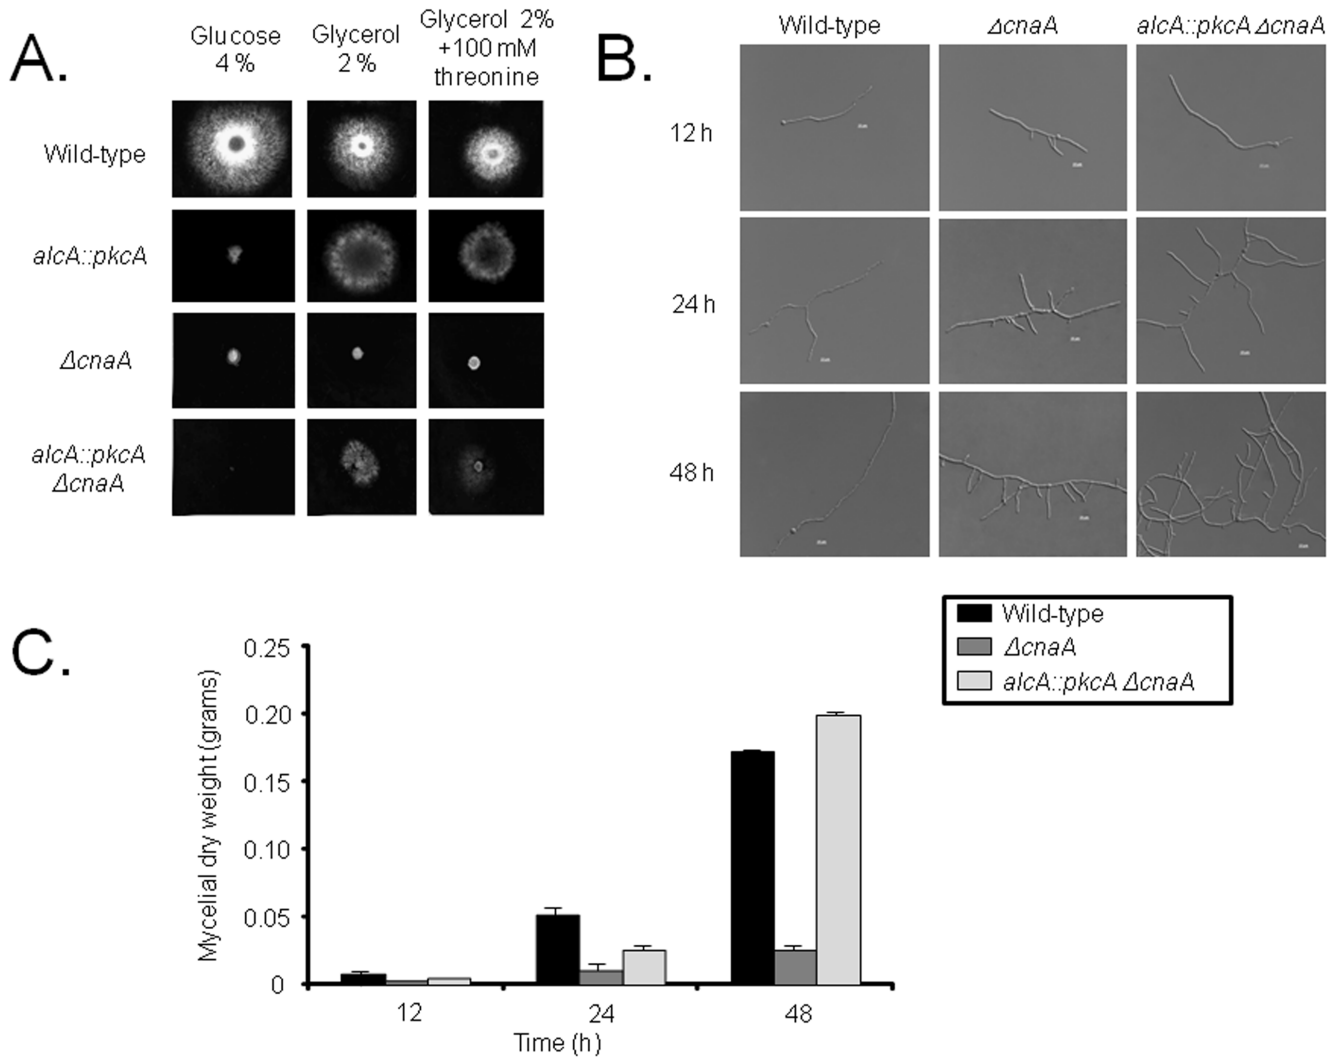 A.
Glucose
4%
Glycerol
2%
Glycerol 2%
+100 mM
threonine
Wild-type
alcA::pkcA
ΔcnaA
alcA::pkcA
ΔcnaA
B.
Wild-type
ΔcnaA
alcA::pkcA ΔcnaA
12 h
24 h
48 h
C.
Wild-type
ΔcnaA
alcA::pkcA ΔcnaA
Mycelial dry weight (grams)
0.25
0.20
0.15
0.10
0.05
0
12
24
48
Time (h)